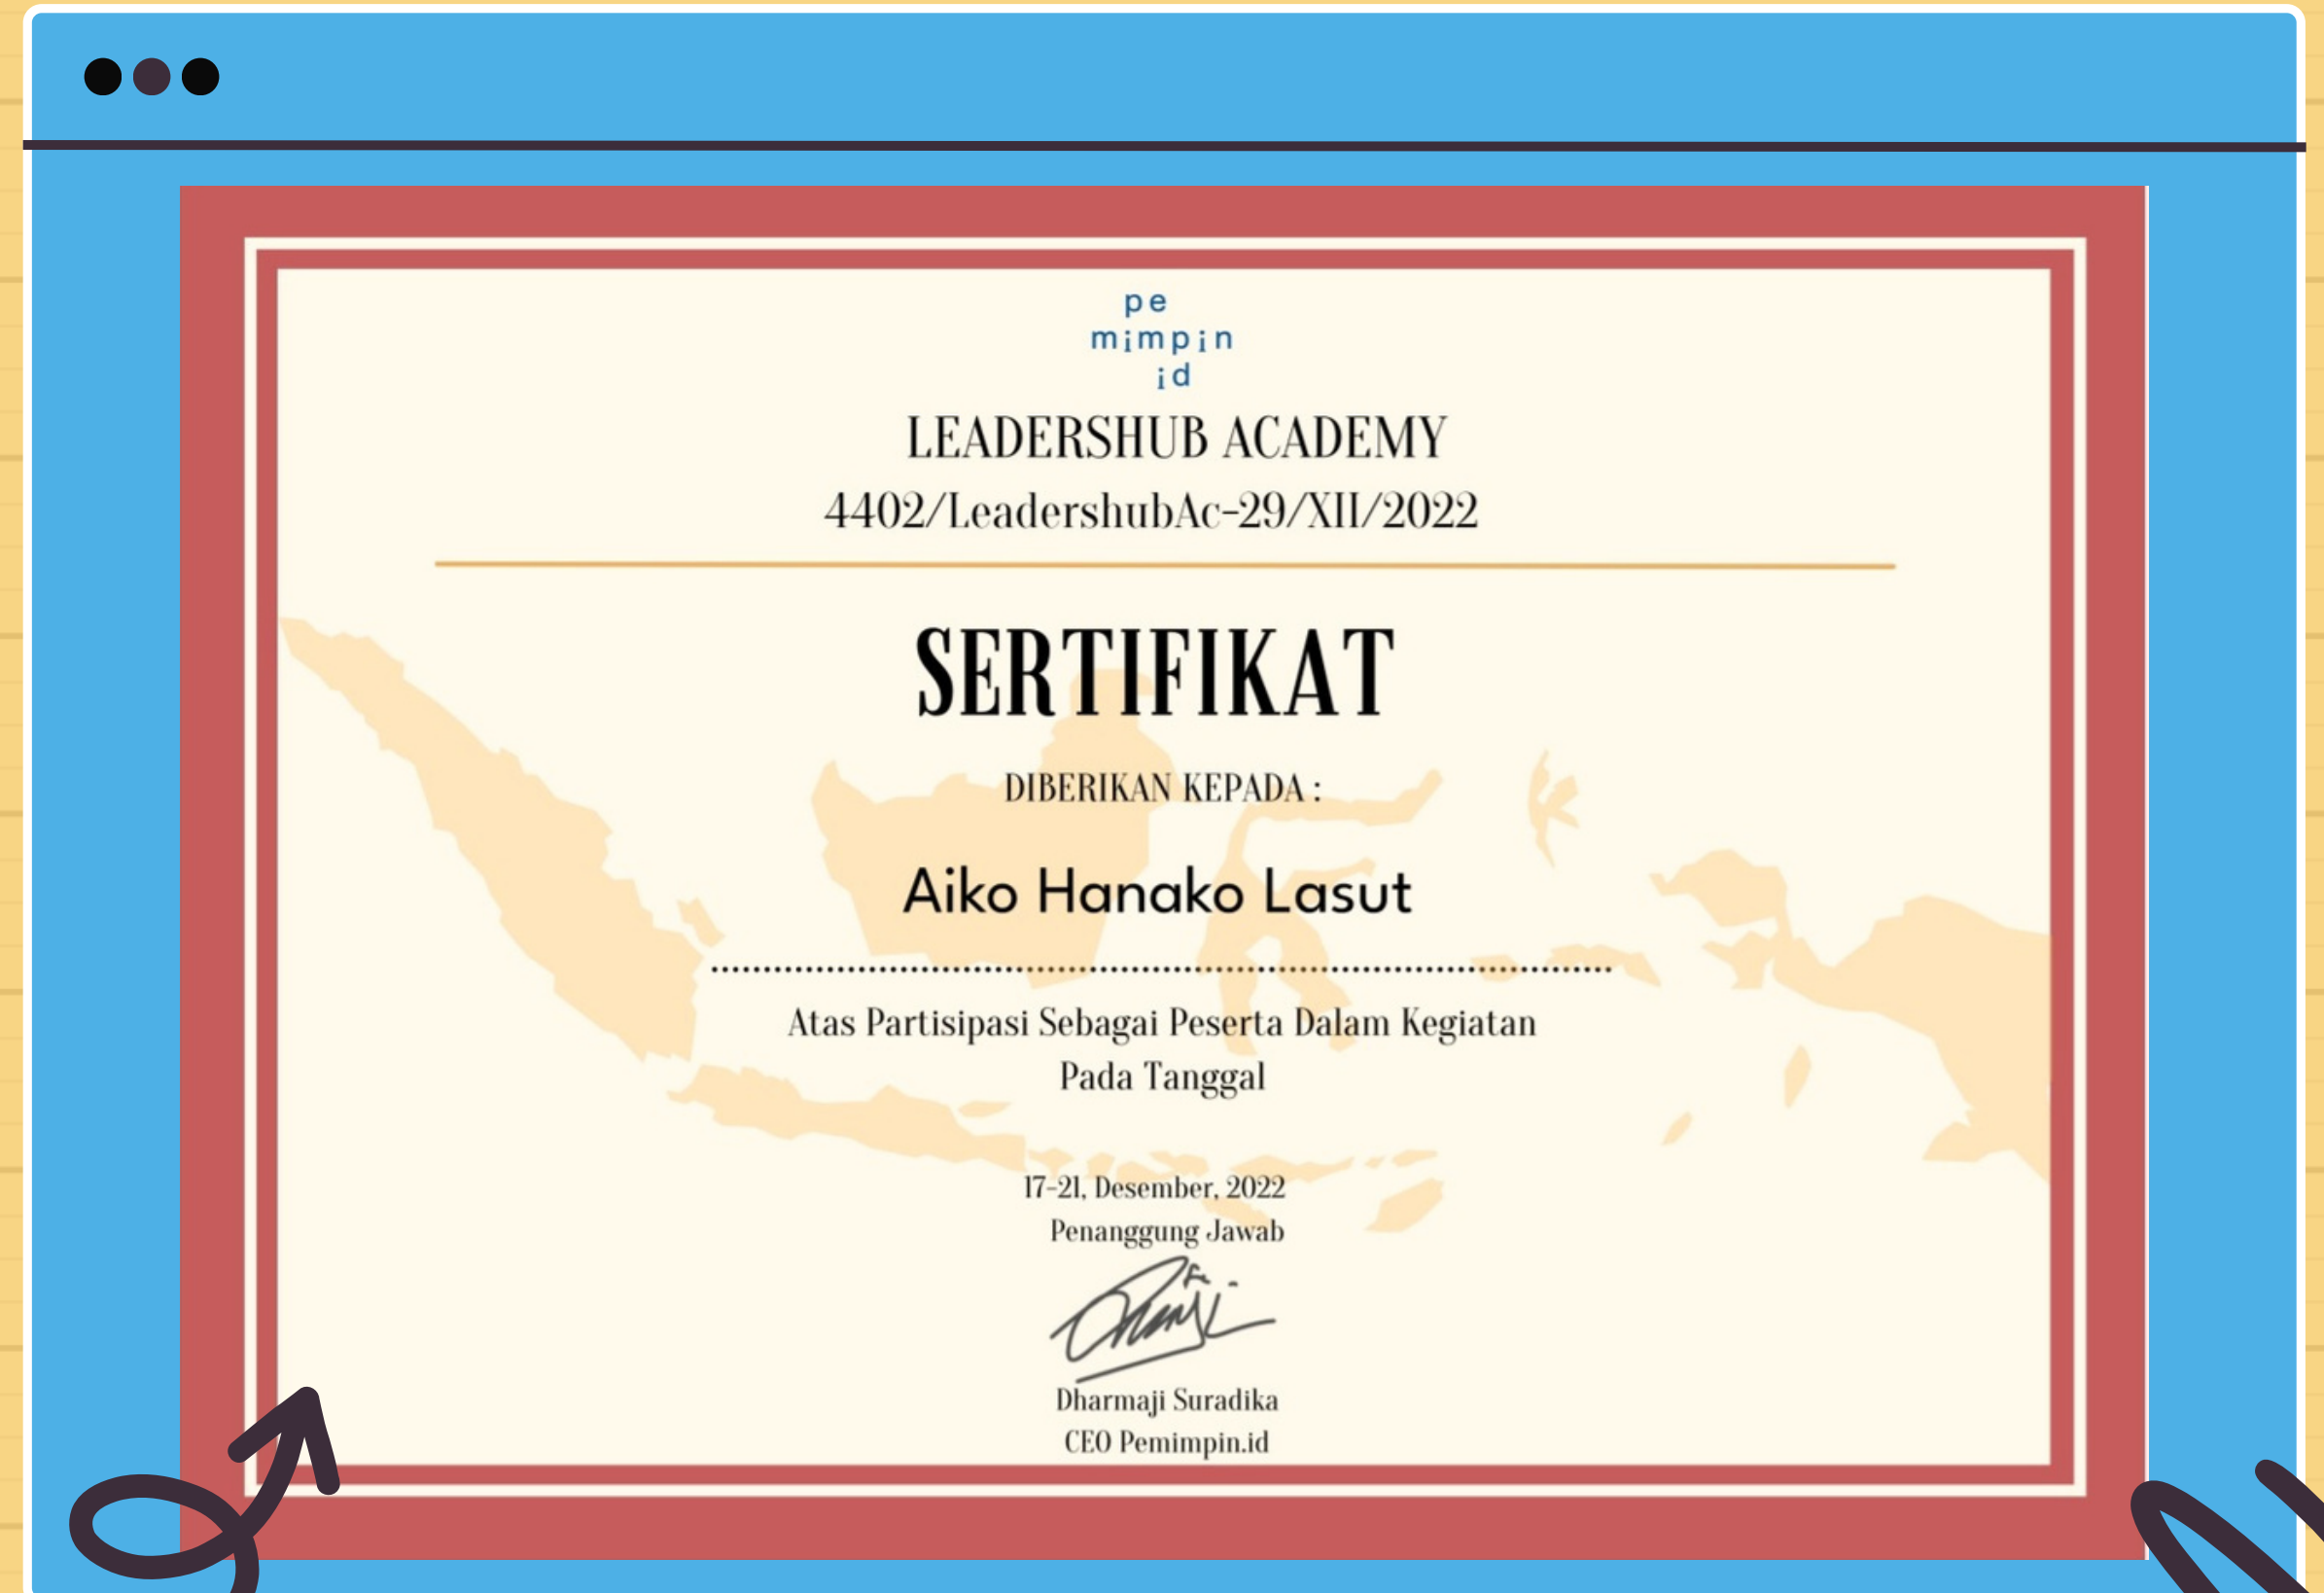 pe
mimpin
id
LEADERSHUB ACADEMY
4402/LeadershubAc-29/XII/2022
SERTIFIKAT
DIBERIKAN KEPADA :
Aiko Hanako Lasut
Atas Partisipasi Sebagai Peserta Dalam Kegiatan
Pada Tanggal
17-21, Desember, 2022
Penanggung Jawab
Dharmaji Suradika
CEO Pemimpin.id